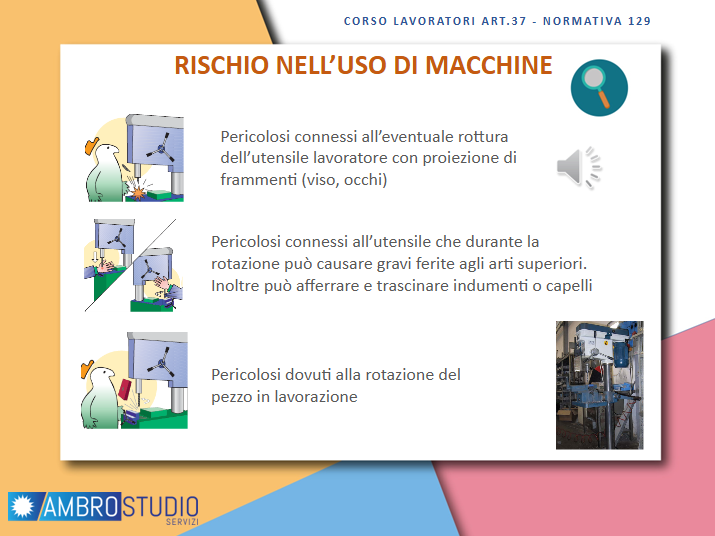 CORSO LAVORATORI ART.37 - NORMATIVA 129
RISCHIO NELL'USO DI MACCHINE
Pericolosi connessi all'eventuale rottura
dell'utensile lavoratore con proiezione di
frammenti (viso, occhi)
Pericolosi connessi all'utensile che durante la
rotazione può causare gravi ferite agli arti superiori.
Inoltre può afferrare e trascinare indumenti o capelli
Pericolosi dovuti alla rotazione del
pezzo in lavorazione
AMBROSTUDIO
SERVIZI